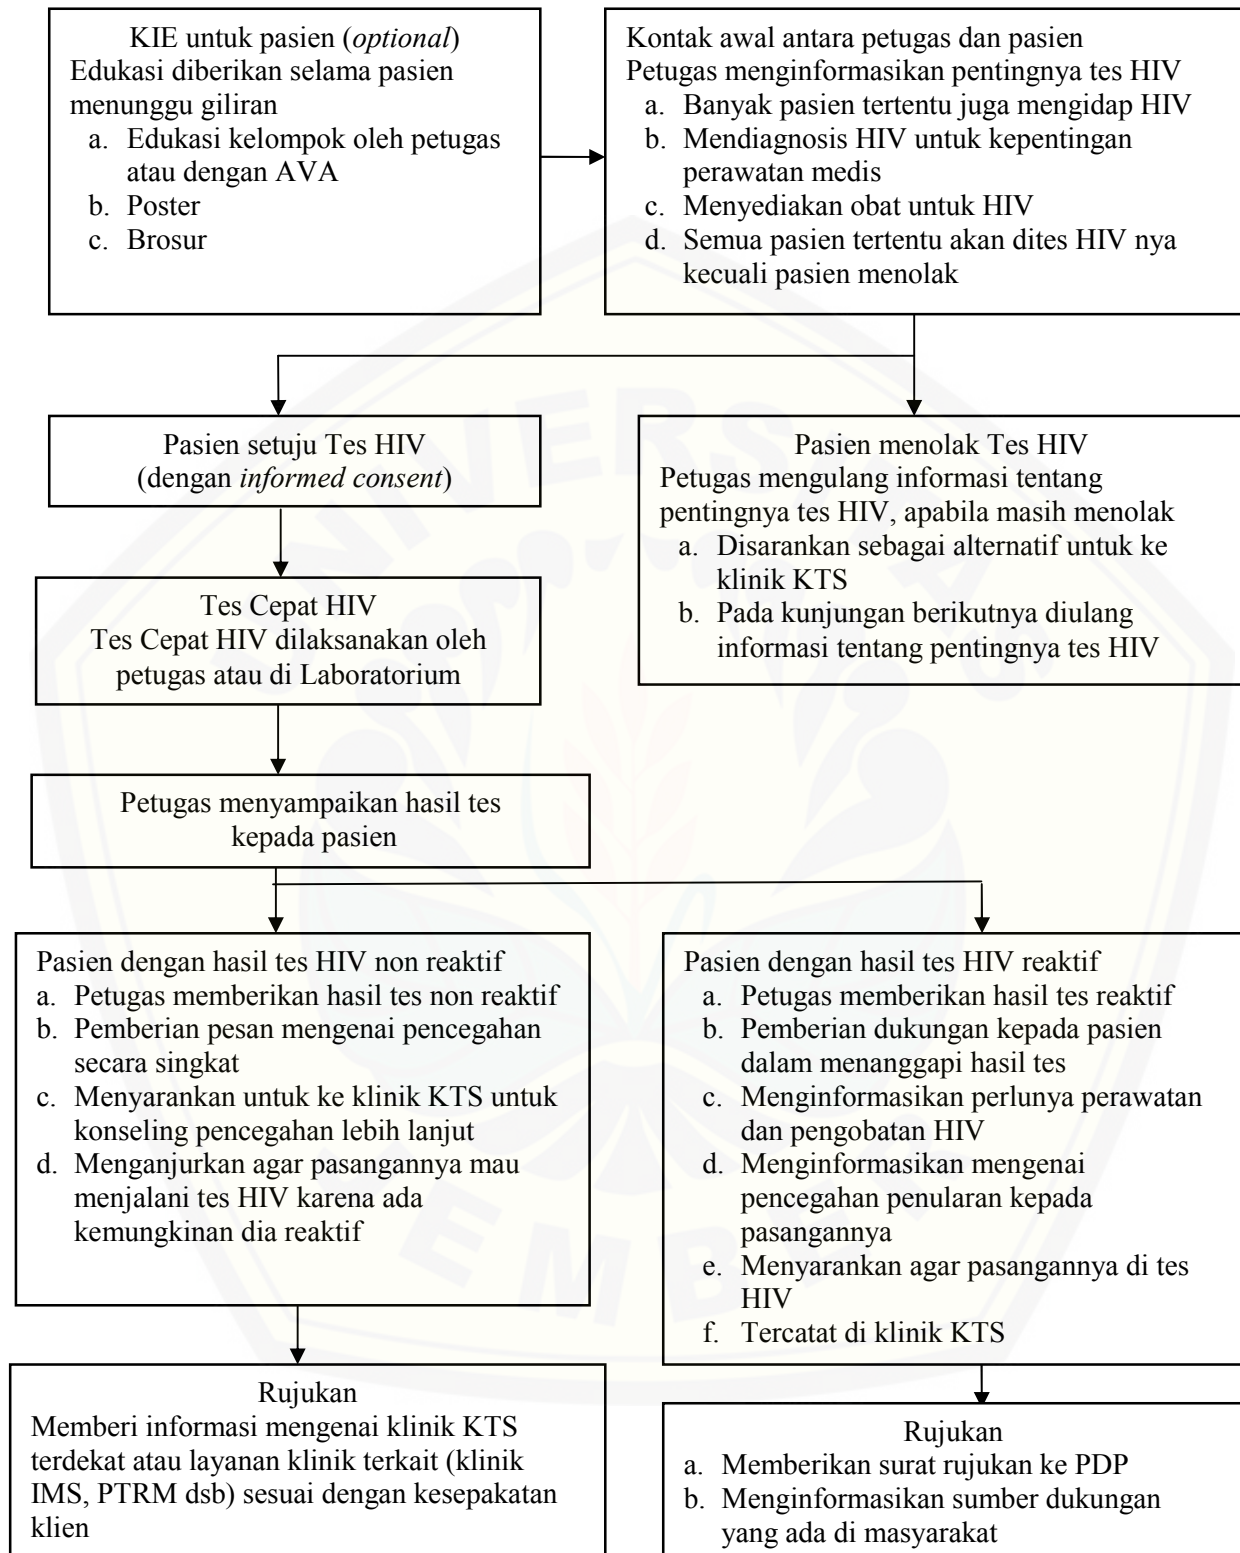 KIE untuk pasien (optional)
Edukasi diberikan selama pasien
menunggu giliran
a. Edukasi kelompok oleh petugas
atau dengan AVA
b. Poster
c. Brosur
Kontak awal antara petugas dan pasien
Petugas menginformasikan pentingnya tes HIV
a. Banyak pasien tertentu juga mengidap HIV
b. Mendiagnosis HIV untuk kepentingan
perawatan medis
c. Menyediakan obat untuk HIV
d. Semua pasien tertentu akan dites HIV nya
kecuali pasien menolak
Pasien setuju Tes HIV
(dengan informed consent)
Pasien menolak Tes HIV
Petugas mengulang informasi tentang
pentingnya tes HIV, apabila masih menolak
a. Disarankan sebagai alternatif untuk ke
klinik KTS
b. Pada kunjungan berikutnya diulang
informasi tentang pentingnya tes HIV
Tes Cepat HIV
Tes Cepat HIV dilaksanakan oleh
petugas atau di Laboratorium
Petugas menyampaikan hasil tes
kepada pasien
Pasien dengan hasil tes HIV non reaktif
a. Petugas memberikan hasil tes non reaktif
b. Pemberian pesan mengenai pencegahan
secara singkat
c. Menyarankan untuk ke klinik KTS untuk
konseling pencegahan lebih lanjut
d. Menganjurkan agar pasangannya mau
menjalani tes HIV karena ada
kemungkinan dia reaktif
Pasien dengan hasil tes HIV reaktif
a. Petugas memberikan hasil tes reaktif
b. Pemberian dukungan kepada pasien
dalam menanggapi hasil tes
c. Menginformasikan perlunya perawatan
dan pengobatan HIV
d. Menginformasikan mengenai
pencegahan penularan kepada
pasangannya
e. Menyarankan agar pasangannya di tes
HIV
f. Tercatat di klinik KTS
Rujukan
Memberi informasi mengenai klinik KTS
terdekat atau layanan klinik terkait (klinik
IMS, PTRM dsb) sesuai dengan kesepakatan
klien
Rujukan
a. Memberikan surat rujukan ke PDP
b. Menginformasikan sumber dukungan
yang ada di masyarakat
UNIVERSITAS
JEMBER